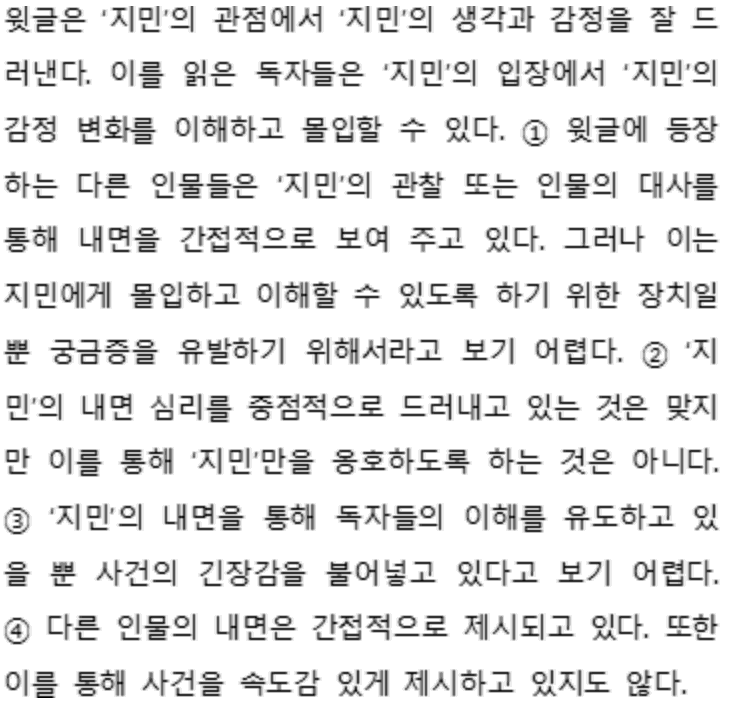 윗글은 '지민'의 관점에서 '지민'의 생각과 감정을 잘 드
러낸다. 이를 읽은 독자들은 '지민'의 입장에서 '지민'의
감정 변화를 이해하고 몰입할 수 있다. ① 윗글에 등장
하는 다른 인물들은 '지민'의 관찰 또는 인물의 대사를
통해 내면을 간접적으로 보여 주고 있다. 그러나 이는
지민에게 몰입하고 이해할 수 있도록 하기 위한 장치일
뿐 궁금증을 유발하기 위해서라고 보기 어렵다. ② '지
민'의 내면 심리를 중점적으로 드러내고 있는 것은 맞지
만 이를 통해 '지민'만을 옹호하도록 하는 것은 아니다.
③ '지민'의 내면을 통해 독자들의 이해를 유도하고 있
을 뿐 사건의 긴장감을 불어넣고 있다고 보기 어렵다.
④ 다른 인물의 내면은 간접적으로 제시되고 있다. 또한
이를 통해 사건을 속도감 있게 제시하고 있지도 않다.